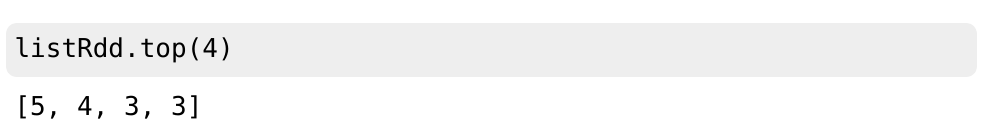 listRdd.top(4)
[5, 4, 3, 3]